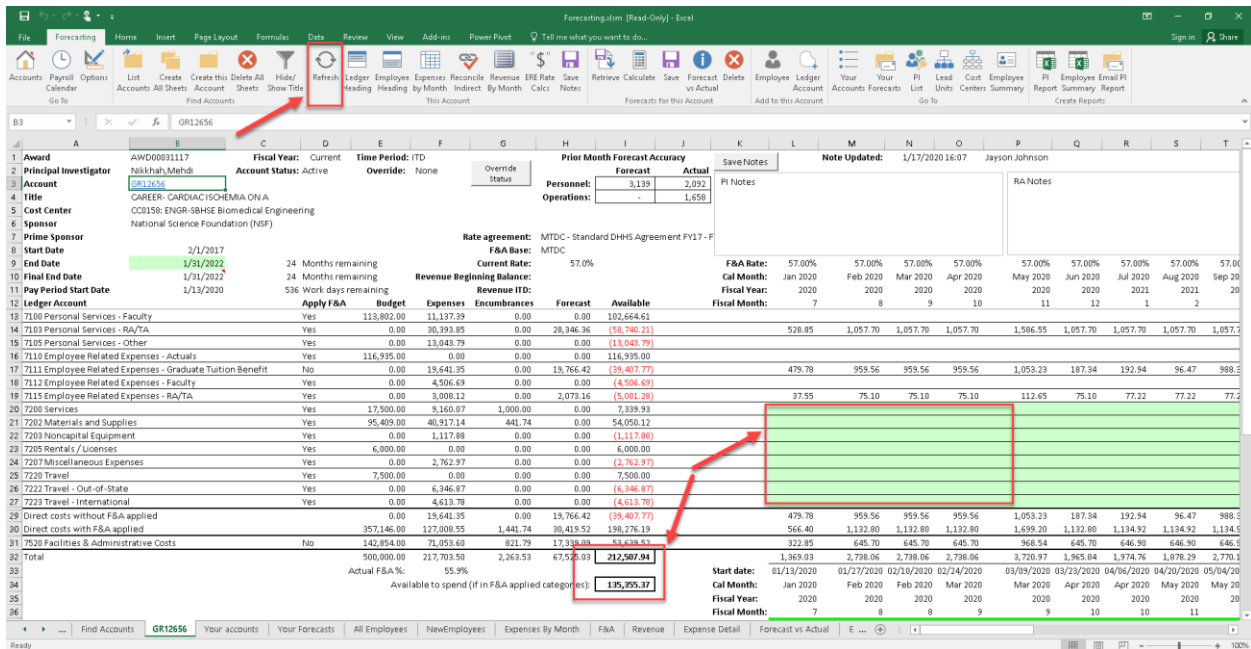 Forecasting.xlsm [Read-Only] - Excel
File Forecasting Home Insert Page Layout Formulas Data Review View Add-ins Power Pivot Tell me what you want to do... Sign in Share
Accounts Payroll Calendar Options List Accounts Create All Sheets Create this Account Delete All Sheets Hide/ Show Title Refresh Ledger Heading Employee Heading Expenses by Month Reconcile Indirect Revenue By Month ERE Rate Calcs Save Notes Retrieve Calculate Save Forecast vs Actual Delete Employee Ledger Account Your Accounts Your Forecasts PI List Lead Units Cost Centers Employee Summary PI Report Employee Summary Email PI Report
Go To Find Accounts This Account Forecasts for this Account Add to this Account Go To Create Reports
B3 fx GR12656
A B C D E F G H I J K L M N O P Q R S T
1 Award AWD00031117 Fiscal Year: Current Time Period: ITD Prior Month Forecast Accuracy Save Notes Note Updated: 1/17/2020 16:07 Jayson Johnson
2 Principal Investigator Nikkhah,Mehdi Account Status: Active Override: None Override Status Forecast Actual
3 Account GR12656 Personnel: 3,139 2,092 PI Notes RA Notes
4 Title CAREER- CARDIAC ISCHEMIA ON A Operations: - 1,658
5 Cost Center CC0158: ENGR-SBHSE Biomedical Engineering
6 Sponsor National Science Foundation (NSF)
7 Prime Sponsor Rate agreement: MTDC - Standard DHHS Agreement FY17 - F
8 Start Date 2/1/2017 F&A Base: MTDC
9 End Date 1/31/2022 24 Months remaining Current Rate: 57.0% F&A Rate: 57.00% 57.00% 57.00% 57.00% 57.00% 57.00% 57.00% 57.00% 57.00
10 Final End Date 1/31/2022 24 Months remaining Revenue Beginning Balance: Cal Month: Jan 2020 Feb 2020 Mar 2020 Apr 2020 May 2020 Jun 2020 Jul 2020 Aug 2020 Sep 20
11 Pay Period Start Date 1/13/2020 536 Work days remaining Revenue ITD: Fiscal Year: 2020 2020 2020 2020 2020 2020 2021 2021 20
12 Ledger Account Apply F&A Budget Expenses Encumbrances Forecast Available Fiscal Month: 7 8 9 10 11 12 1 2
13 7100 Personal Services - Faculty Yes 113,802.00 11,137.39 0.00 0.00 102,664.61
14 7103 Personal Services - RA/TA Yes 0.00 30,393.85 0.00 28,346.36 (58,740.21) 528.85 1,057.70 1,057.70 1,057.70 1,586.55 1,057.70 1,057.70 1,057.70 1,057.7
15 7105 Personal Services - Other Yes 0.00 13,043.79 0.00 0.00 (13,043.79)
16 7110 Employee Related Expenses - Actuals Yes 116,935.00 0.00 0.00 0.00 116,935.00
17 7111 Employee Related Expenses - Graduate Tuition Benefit No 0.00 19,641.35 0.00 19,766.42 (39,407.77) 479.78 959.56 959.56 959.56 1,053.23 187.34 192.94 96.47 988.3
18 7112 Employee Related Expenses - Faculty Yes 0.00 4,506.69 0.00 0.00 (4,506.69)
19 7115 Employee Related Expenses - RA/TA Yes 0.00 3,008.12 0.00 2,073.16 (5,081.28) 37.55 75.10 75.10 75.10 112.65 75.10 77.22 77.22 77.2
20 7200 Services Yes 17,500.00 9,160.07 1,000.00 0.00 7,339.93
21 7202 Materials and Supplies Yes 95,409.00 40,917.14 441.74 0.00 54,050.12
22 7203 Noncapital Equipment Yes 0.00 1,117.88 0.00 0.00 (1,117.88)
23 7205 Rentals / Licenses Yes 6,000.00 0.00 0.00 0.00 6,000.00
24 7207 Miscellaneous Expenses Yes 0.00 2,762.97 0.00 0.00 (2,762.97)
25 7220 Travel Yes 7,500.00 0.00 0.00 0.00 7,500.00
26 7222 Travel - Out-of-State Yes 0.00 6,346.87 0.00 0.00 (6,346.87)
27 7223 Travel - International Yes 0.00 4,613.78 0.00 0.00 (4,613.78)
29 Direct costs without F&A applied 0.00 19,641.35 0.00 19,766.42 (39,407.77) 479.78 959.56 959.56 959.56 1,053.23 187.34 192.94 96.47 988.3
30 Direct costs with F&A applied 357,146.00 127,008.55 1,441.74 30,419.52 198,276.19 566.40 1,132.80 1,132.80 1,132.80 1,699.20 1,132.80 1,134.92 1,134.92 1,134.9
31 7520 Facilities & Administrative Costs No 142,854.00 71,053.60 821.79 17,339.09 53,639.52 322.85 645.70 645.70 645.70 968.54 645.70 646.90 646.90 646.9
32 Total 500,000.00 217,703.50 2,263.53 67,525.03 212,507.94 1,369.03 2,738.06 2,738.06 2,738.06 3,720.97 1,965.84 1,974.76 1,878.29 2,770.1
33 Actual F&A %: 55.9% Start date: 01/13/2020 01/27/2020 02/10/2020 02/24/2020 03/09/2020 03/23/2020 04/06/2020 04/20/2020 05/04/20
34 Available to spend (if in F&A applied categories): 135,355.37 Cal Month: Jan 2020 Feb 2020 Feb 2020 Mar 2020 Mar 2020 Apr 2020 Apr 2020 May 2020 May 20
35 Fiscal Year: 2020 2020 2020 2020 2020 2020 2020 2020 20
36 Fiscal Month: 7 8 8 9 9 10 10 11
... Find Accounts GR12656 Your accounts Your Forecasts All Employees NewEmployees Expenses By Month F&A Revenue Expense Detail Forecast vs Actual E ...
Ready 100%